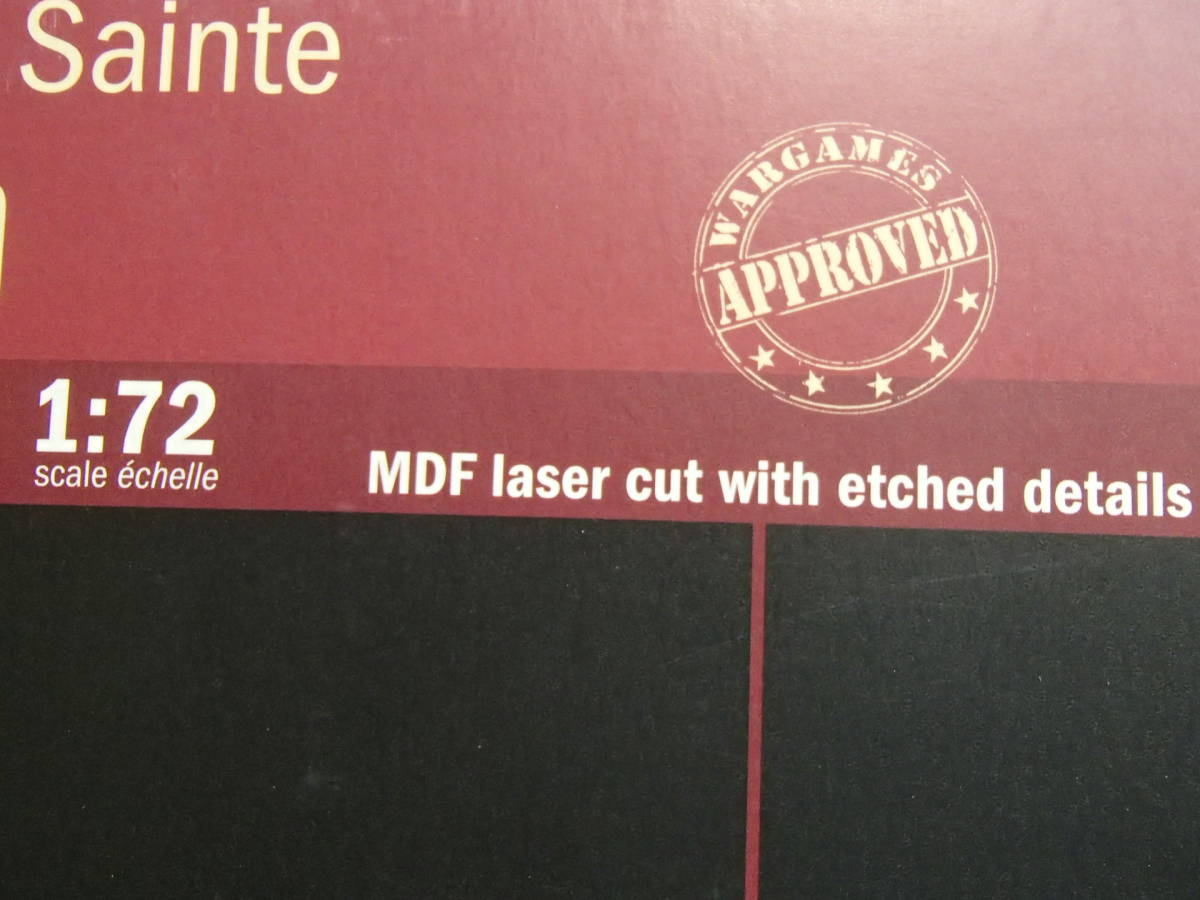 Sainte
WARGAMES
APPROVED
1:72
scale échelle
MDF laser cut with etched details